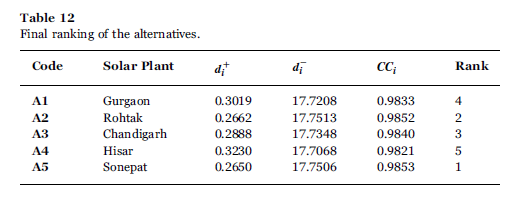 Table 12
Final ranking of the alternatives.
Code Solar Plant d_i^+ d_i^- CC_i Rank
A1 Gurgaon 0.3019 17.7208 0.9833 4
A2 Rohtak 0.2662 17.7513 0.9852 2
A3 Chandigarh 0.2888 17.7348 0.9840 3
A4 Hisar 0.3230 17.7068 0.9821 5
A5 Sonepat 0.2650 17.7506 0.9853 1